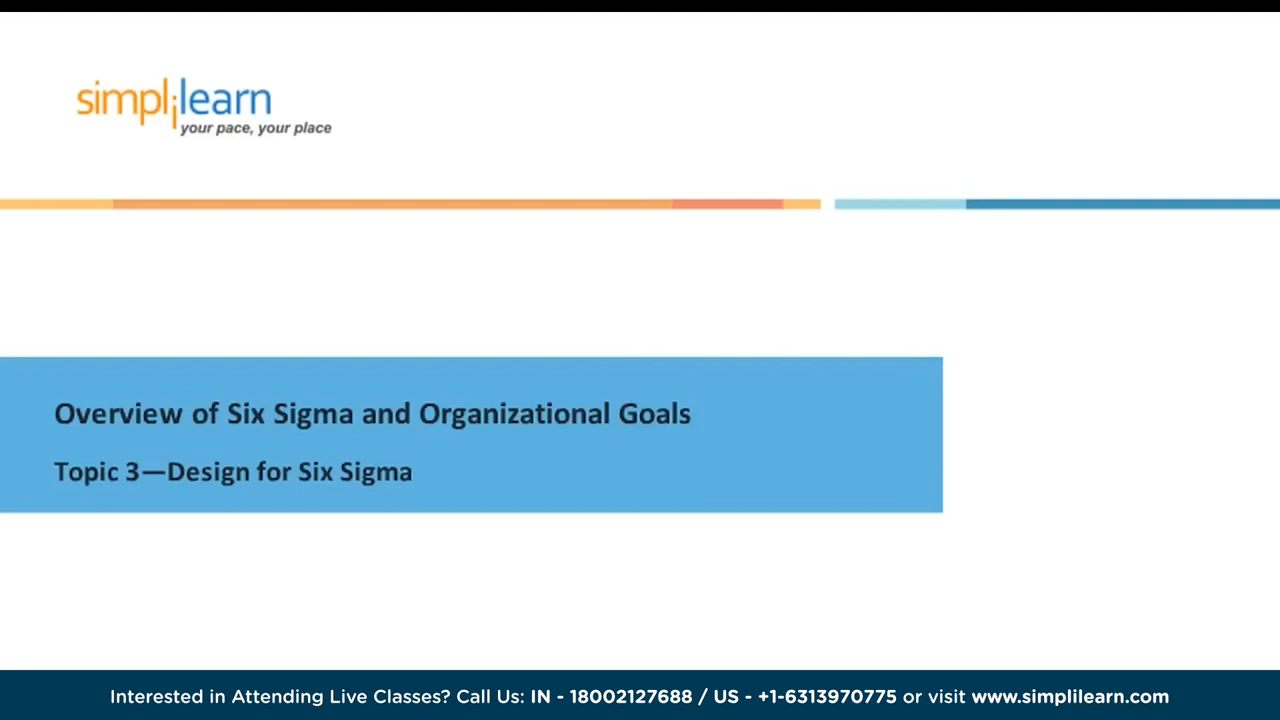 simplilearn
your pace, your place
Overview of Six Sigma and Organizational Goals
Topic 3—Design for Six Sigma
Interested in Attending Live Classes? Call Us: IN - 18002127688 / US - +1-6313970775 or visit www.simplilearn.com